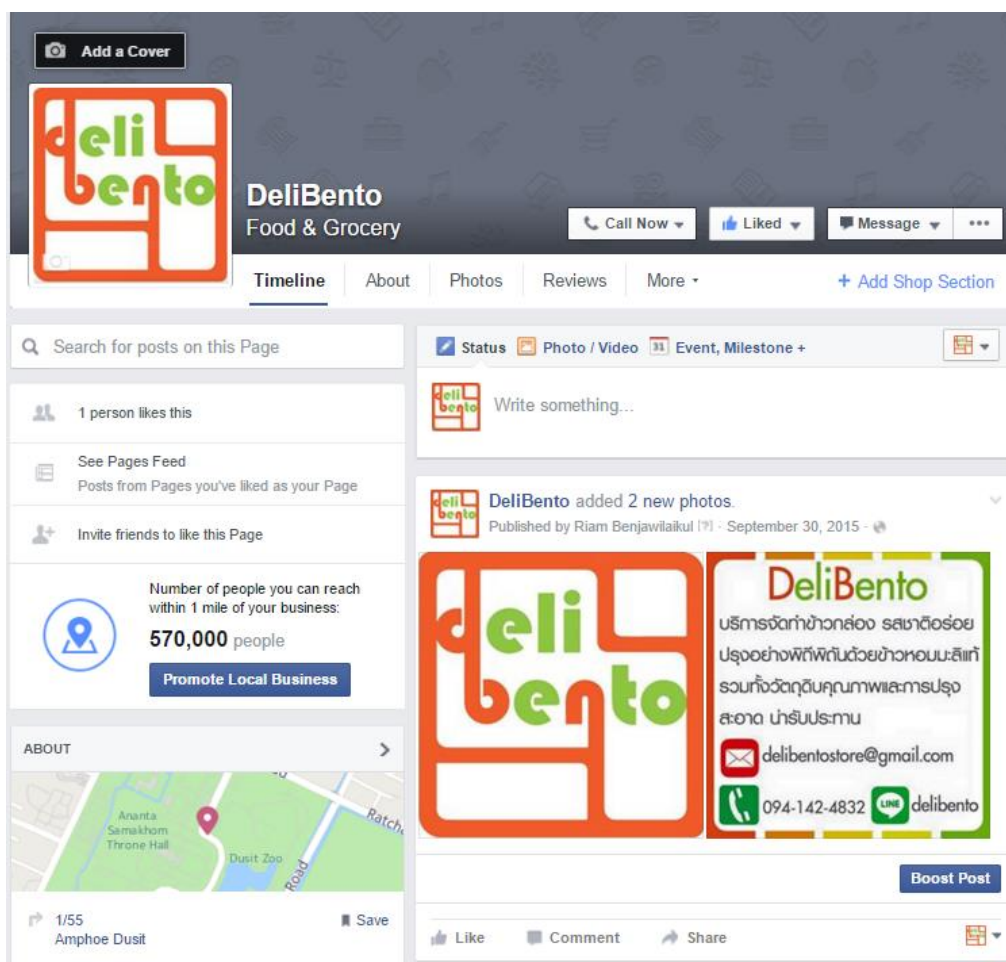 Add a Cover
deli
bento
DeliBento
Food & Grocery
Call Now
Liked
Message
Timeline
About
Photos
Reviews
More
+ Add Shop Section
Search for posts on this Page
1 person likes this
See Pages Feed
Posts from Pages you've liked as your Page
Invite friends to like this Page
Number of people you can reach
within 1 mile of your business:
570,000 people
Promote Local Business
ABOUT
Ananta
Samakhom
Throne Hall
Dusit Zoo
Road
1/55
Amphoe Dusit
Save
Status
Photo / Video
31
Event, Milestone +
deli
bento
Write something...
deli
bento
DeliBento added 2 new photos.
Published by Riam Benjawilaikul [?] · September 30, 2015 ·
deli
bento
DeliBento
บริการจัดทำข้าวกล่อง รสชาติอร่อย
ปรุงอย่างพิถีพิถันด้วยข้าวหอมมะลิแท้
รวมทั้งวัตถุดิบคุณภาพและการปรุง
สะอาด น่ารับประทาน
delibentostore@gmail.com
094-142-4832
LINE
delibento
Boost Post
Like
Comment
Share